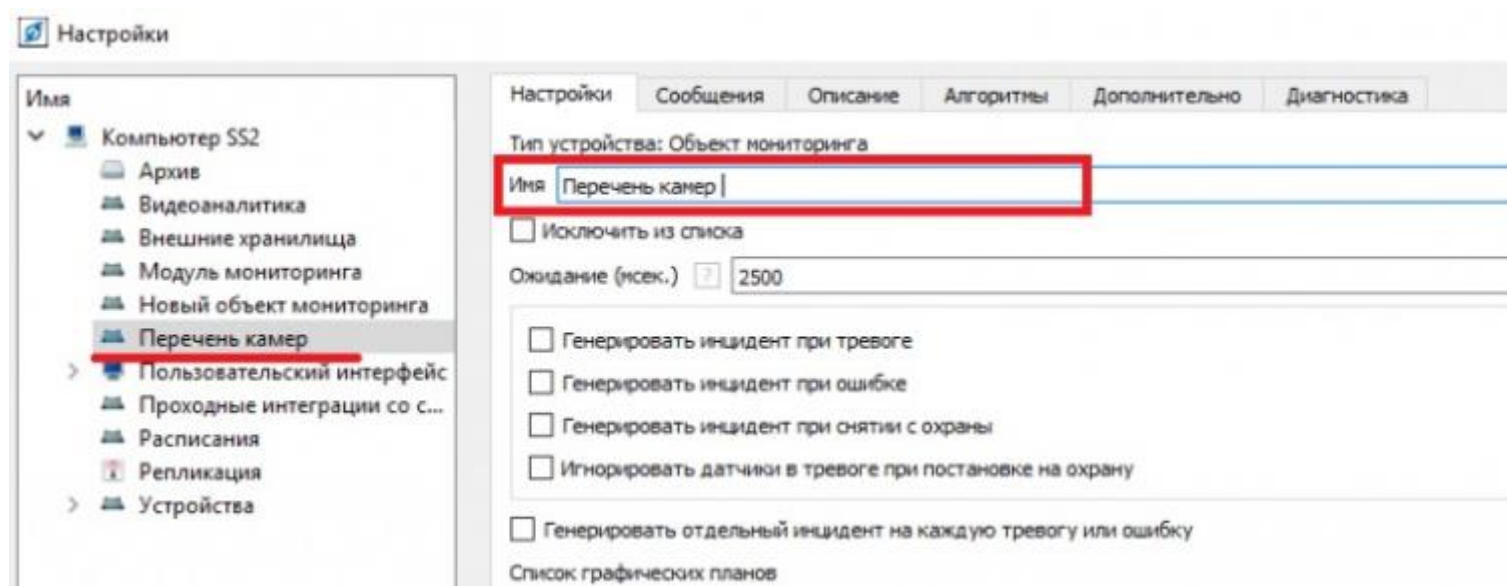 Настройки
Имя
Компьютер SS2
Архив
Видеоаналитика
Внешние хранилища
Модуль мониторинга
Новый объект мониторинга
Перечень камер
Пользовательский интерфейс
Проходные интеграции со с...
Расписания
Репликация
Устройства
Настройки Сообщения Описание Алгоритмы Дополнительно Диагностика
Тип устройства: Объект мониторинга
Имя Перечень камер
Исключить из списка
Ожидание (мсек.) ? 2500
Генерировать инцидент при тревоге
Генерировать инцидент при ошибке
Генерировать инцидент при снятии с охраны
Игнорировать датчики в тревоге при постановке на охрану
Генерировать отдельный инцидент на каждую тревогу или ошибку
Список графических планов